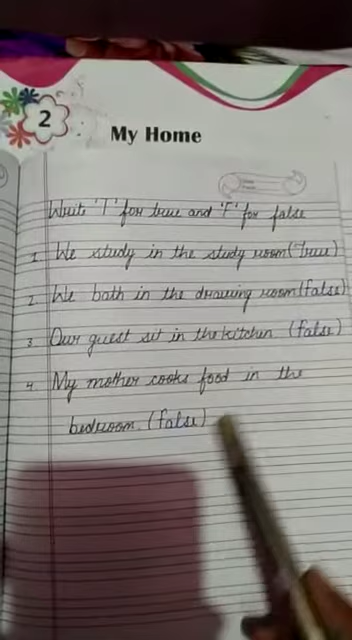 2
My Home
Write 'T' for true and 'F' for false
1. We study in the study room (True)
2. We bath in the drawing room (false)
3 Our guest sit in the kitchen. (false)
4. My mother cooks food in the
bedroom. (false)